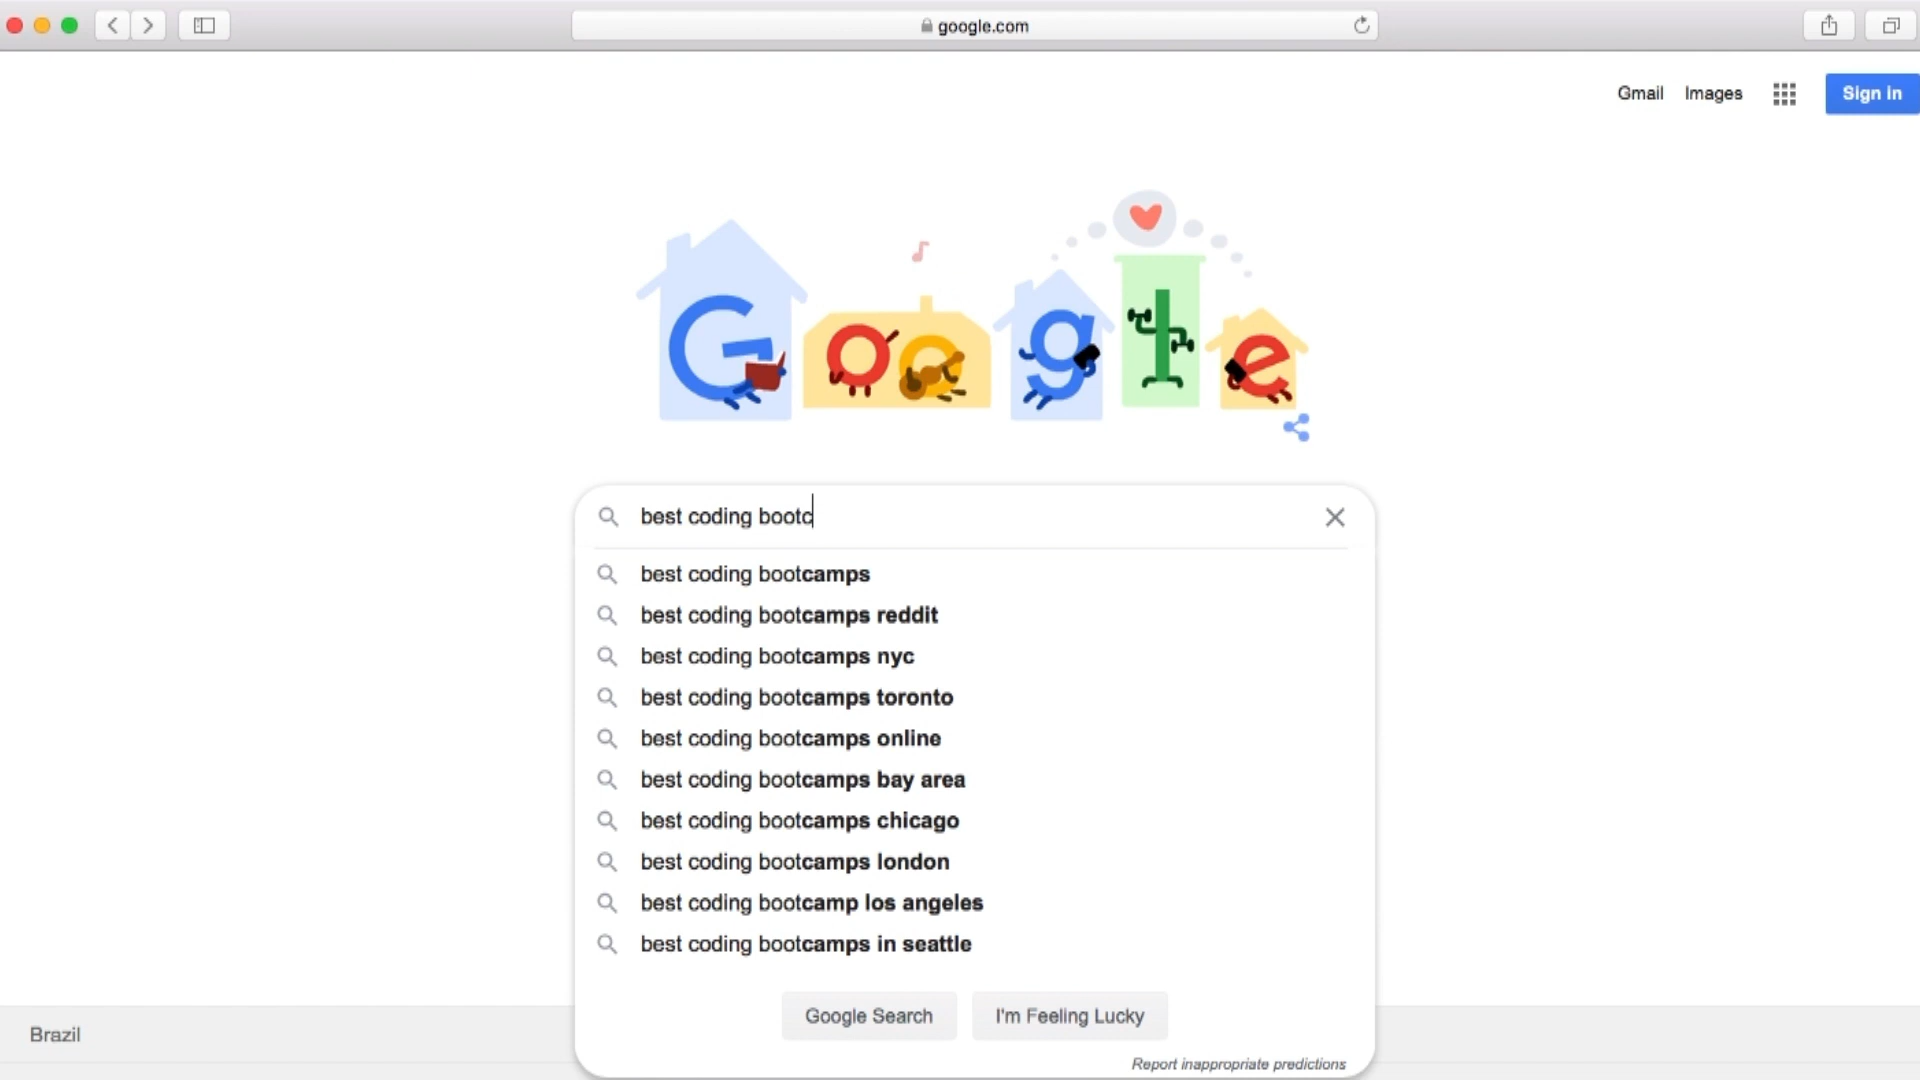 google.com
Gmail Images Sign in
Google
best coding bootc
best coding bootcamps
best coding bootcamps reddit
best coding bootcamps nyc
best coding bootcamps toronto
best coding bootcamps online
best coding bootcamps bay area
best coding bootcamps chicago
best coding bootcamps london
best coding bootcamp los angeles
best coding bootcamps in seattle
Google Search I'm Feeling Lucky
Brazil
Report inappropriate predictions